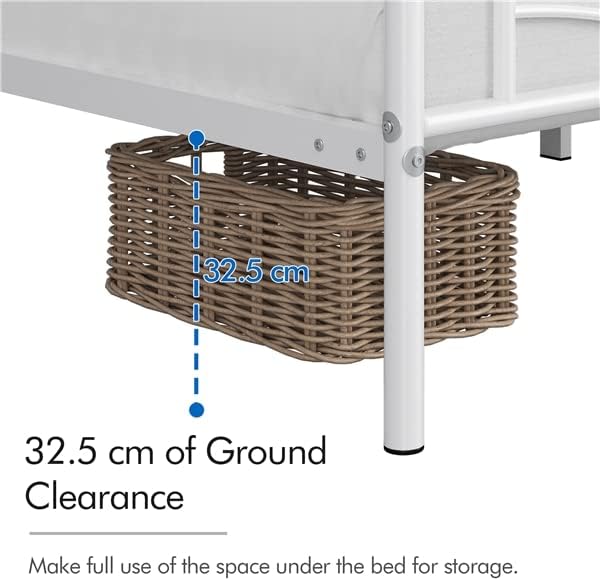 32.5 cm
32.5 cm of Ground
Clearance
Make full use of the space under the bed for storage.